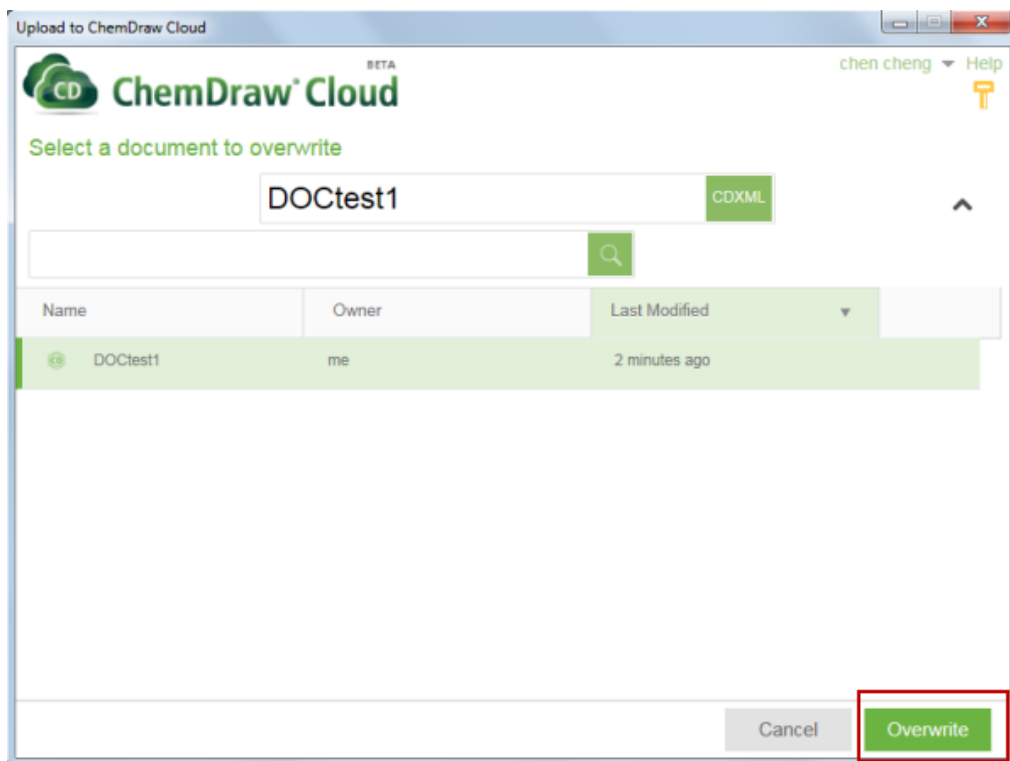 Upload to ChemDraw Cloud
BETA
chen cheng Help
CD ChemDraw® Cloud
Select a document to overwrite
DOCtest1 CDXML
Name Owner Last Modified
CD DOCtest1 me 2 minutes ago
Cancel Overwrite